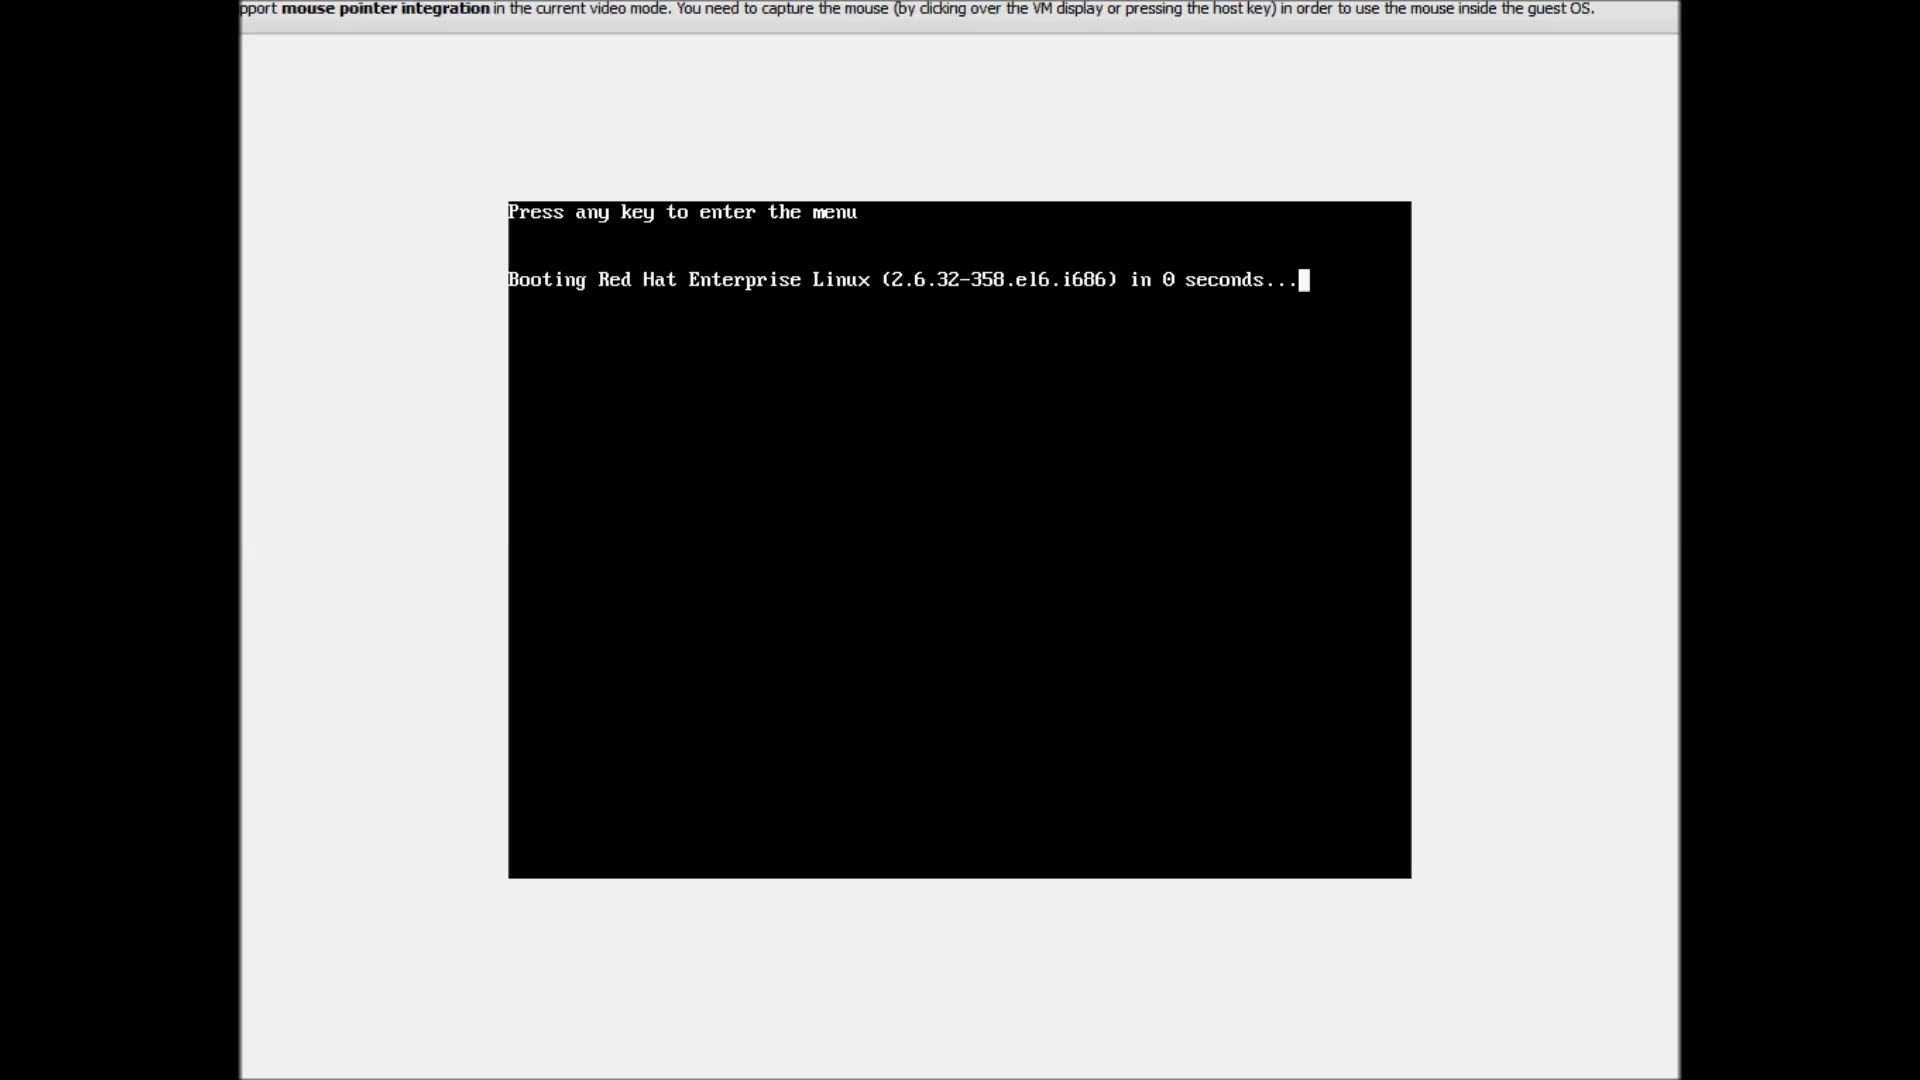 pport mouse pointer integration in the current video mode. You need to capture the mouse (by clicking over the VM display or pressing the host key) in order to use the mouse inside the guest OS.
Press any key to enter the menu
Booting Red Hat Enterprise Linux (2.6.32-358.el6.i686) in 0 seconds...